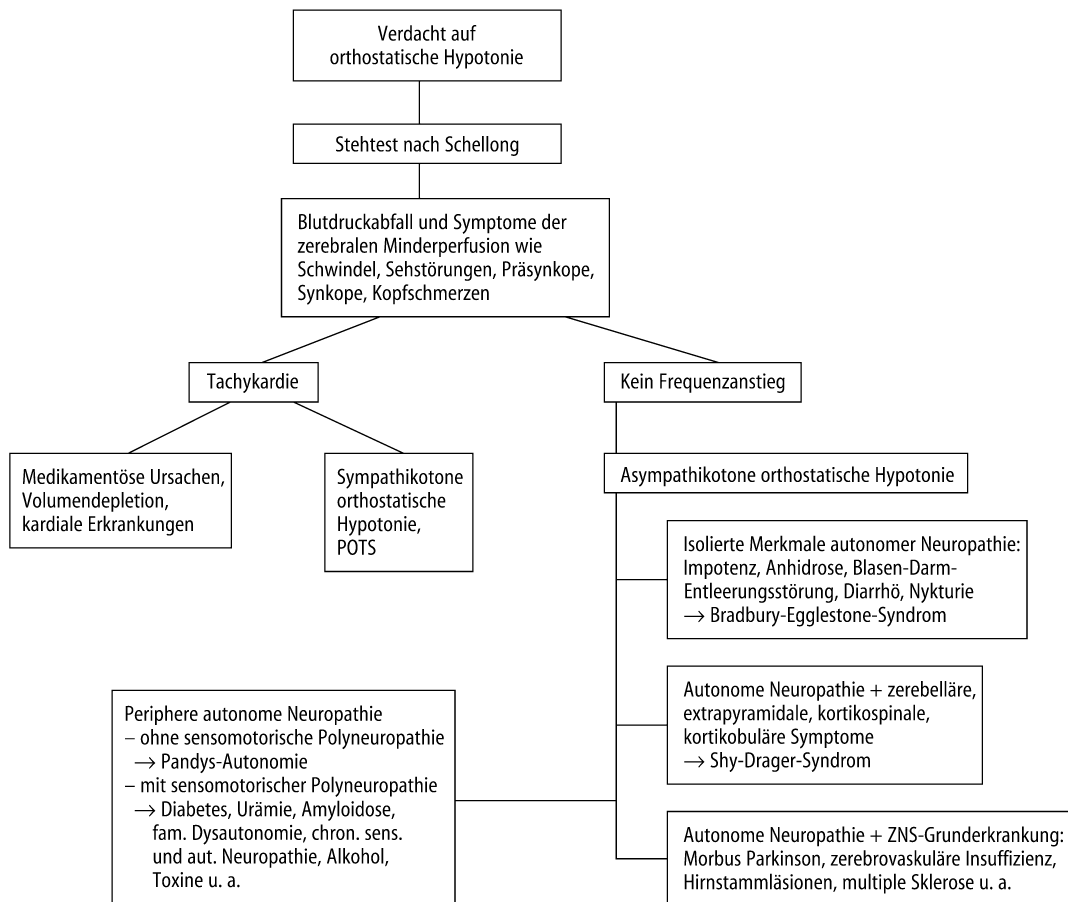 Verdacht auf
orthostatische Hypotonie
Stehtest nach Schellong
Blutdruckabfall und Symptome der
zerebralen Minderperfusion wie
Schwindel, Sehstörungen, Präsynkope,
Synkope, Kopfschmerzen
Tachykardie
Kein Frequenzanstieg
Medikamentöse Ursachen,
Volumendepletion,
kardiale Erkrankungen
Sympathikotone
orthostatische
Hypotonie,
POTS
Asympathikotone orthostatische Hypotonie
Isolierte Merkmale autonomer Neuropathie:
Impotenz, Anhidrose, Blasen-Darm-
Entleerungsstörung, Diarrhö, Nykturie
→ Bradbury-Egglestone-Syndrom
Autonome Neuropathie + zerebelläre,
extrapyramidale, kortikospinale,
kortikobuläre Symptome
→ Shy-Drager-Syndrom
Periphere autonome Neuropathie
– ohne sensomotorische Polyneuropathie
→ Pandys-Autonomie
– mit sensomotorischer Polyneuropathie
→ Diabetes, Urämie, Amyloidose,
fam. Dysautonomie, chron. sens.
und aut. Neuropathie, Alkohol,
Toxine u. a.
Autonome Neuropathie + ZNS-Grunderkrankung:
Morbus Parkinson, zerebrovaskuläre Insuffizienz,
Hirnstammläsionen, multiple Sklerose u. a.